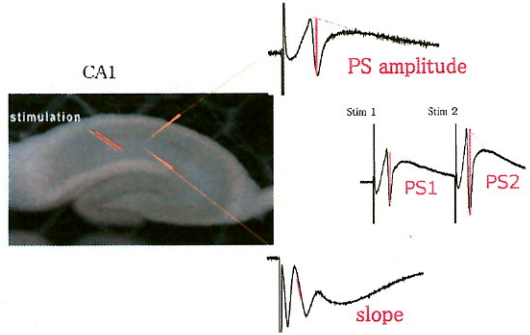 PS amplitude
CA1
stimulation
Stim 1
Stim 2
PS1
PS2
slope